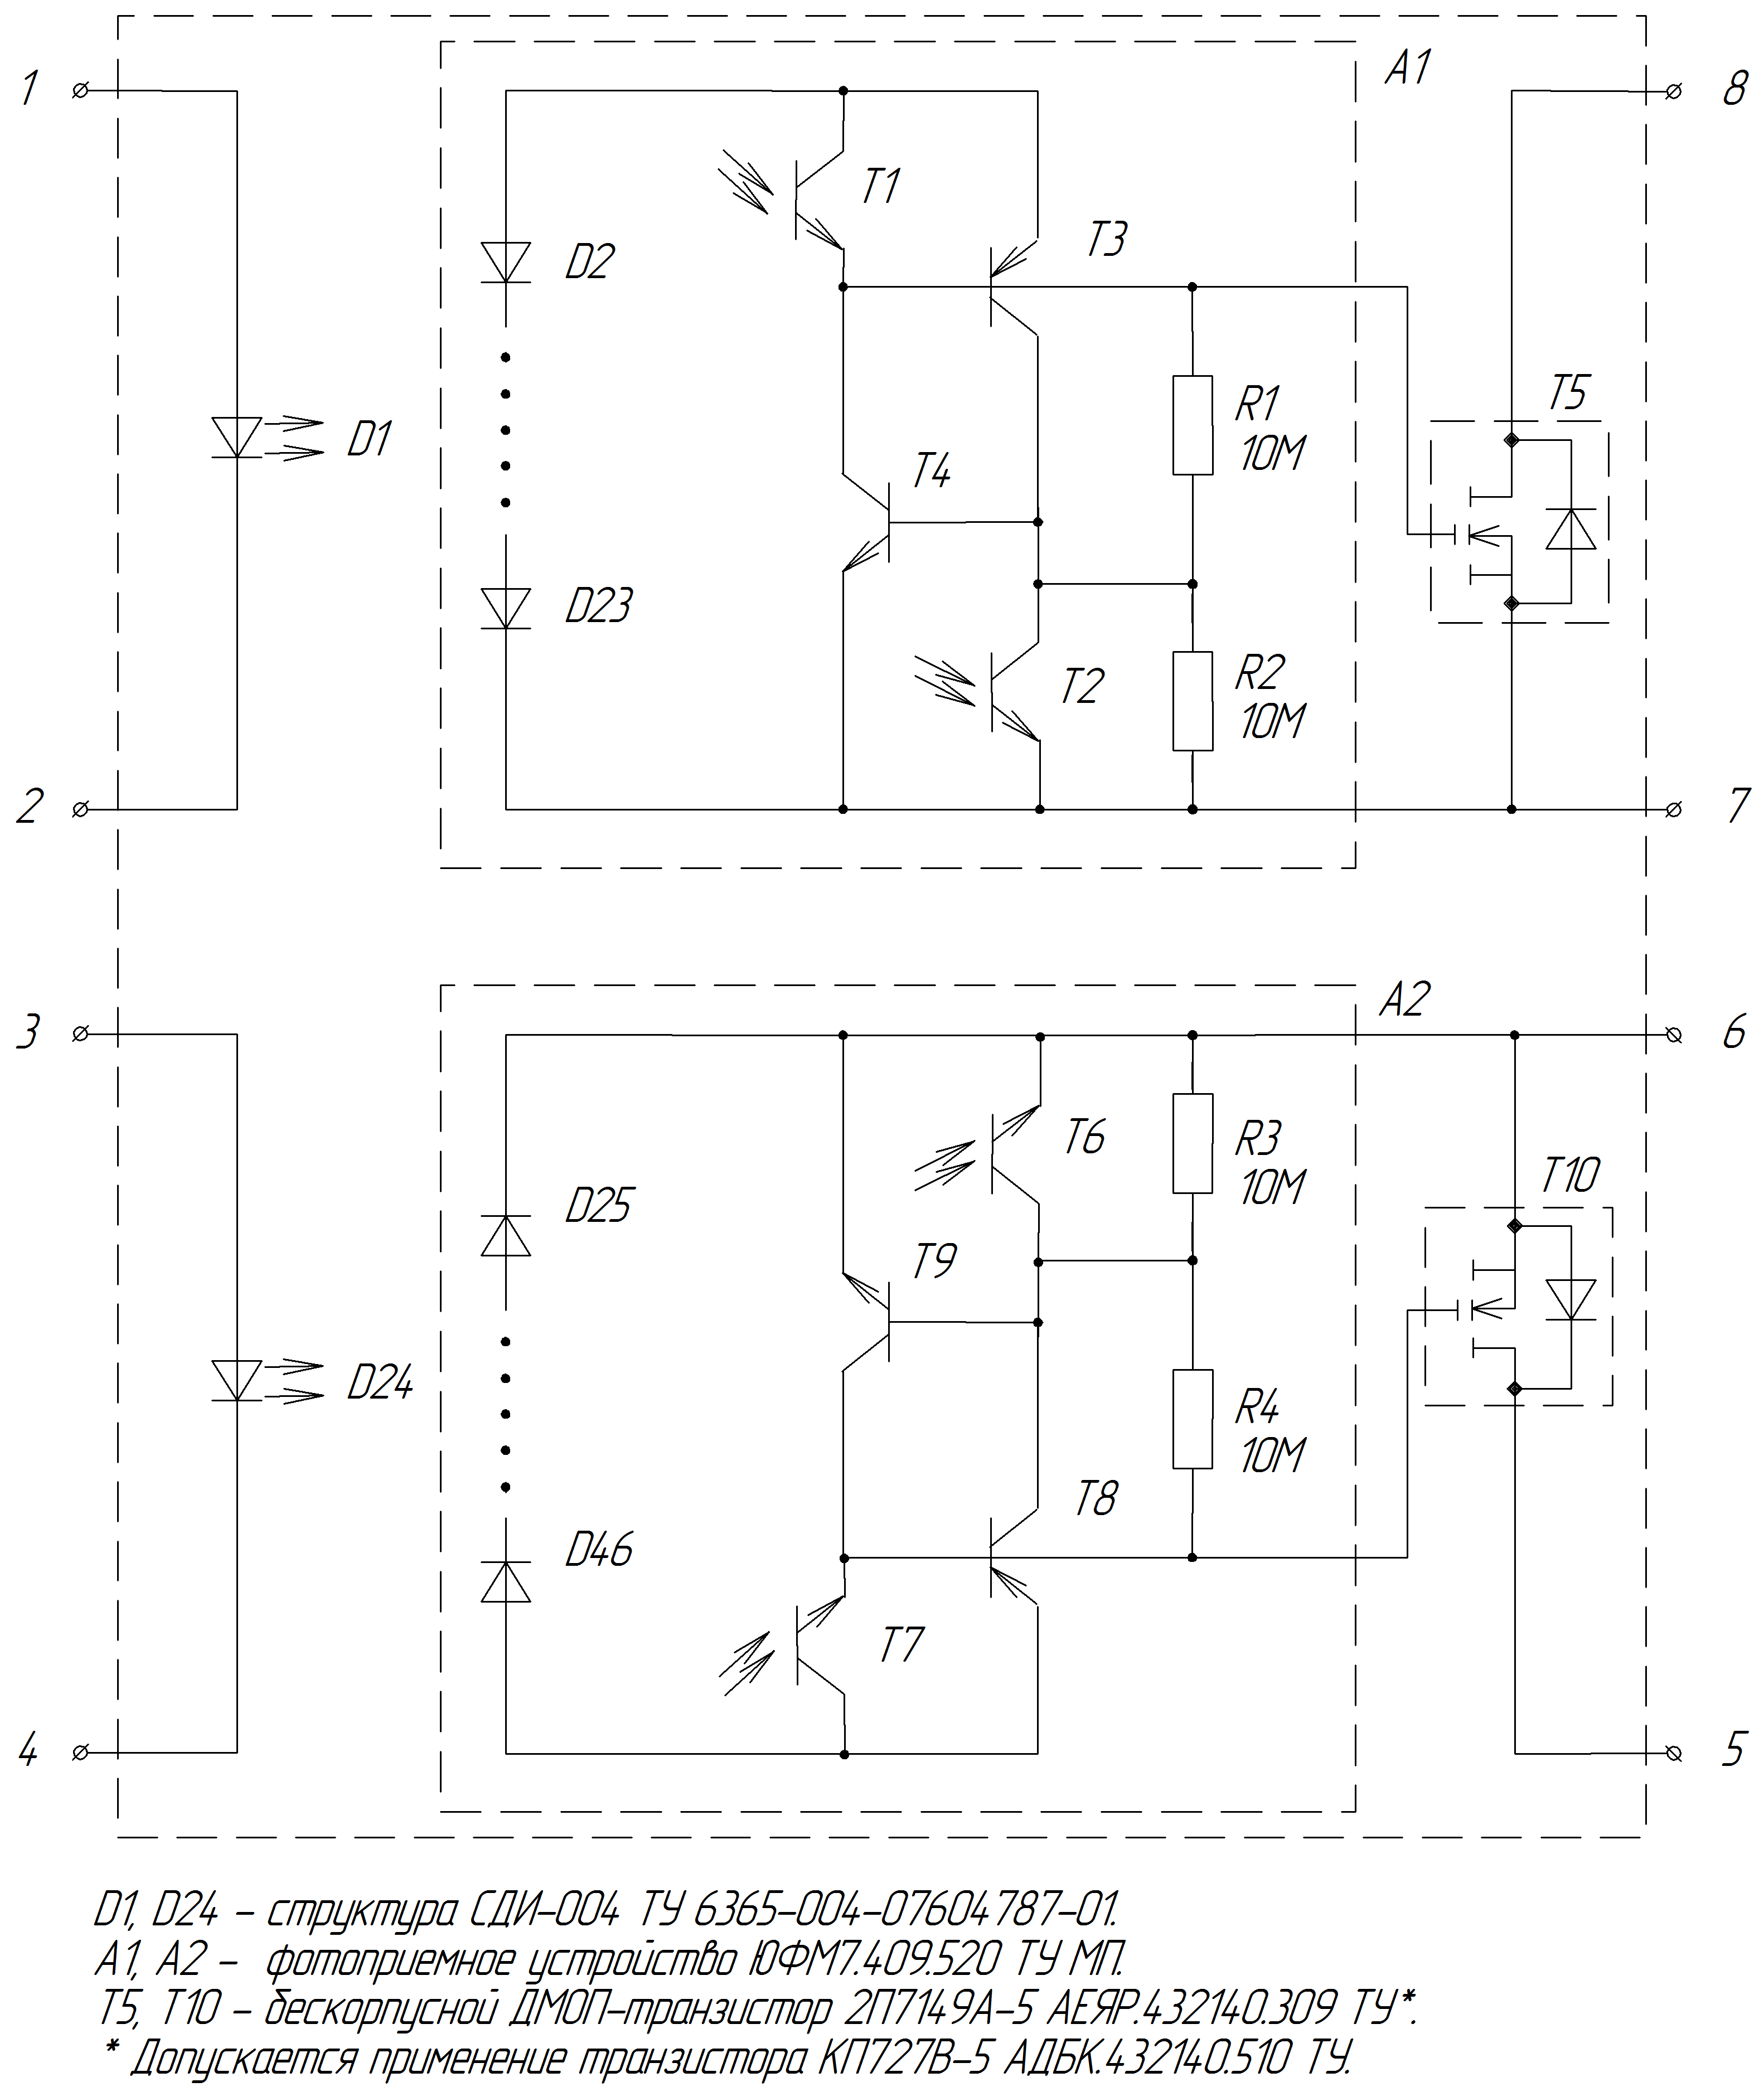 1
A1
8
T1
T3
D2
T5
R1
10M
D1
T4
D23
T2
R2
10M
2
7
A2
3
6
T6
R3
10M
T10
D25
T9
D24
R4
10M
T8
D46
T7
4
5
D1, D24 – структура СДИ-004 ТУ 6365-004-07604787-01.
A1, A2 – фотоприемное устройство ЮФМ7.409.520 ТУ МП.
T5, T10 – бескорпусной ДМОП-транзистор 2П7149А-5 АЕЯР.432140.309 ТУ*.
* Допускается применение транзистора КП727В-5 АДБК.432140.510 ТУ.